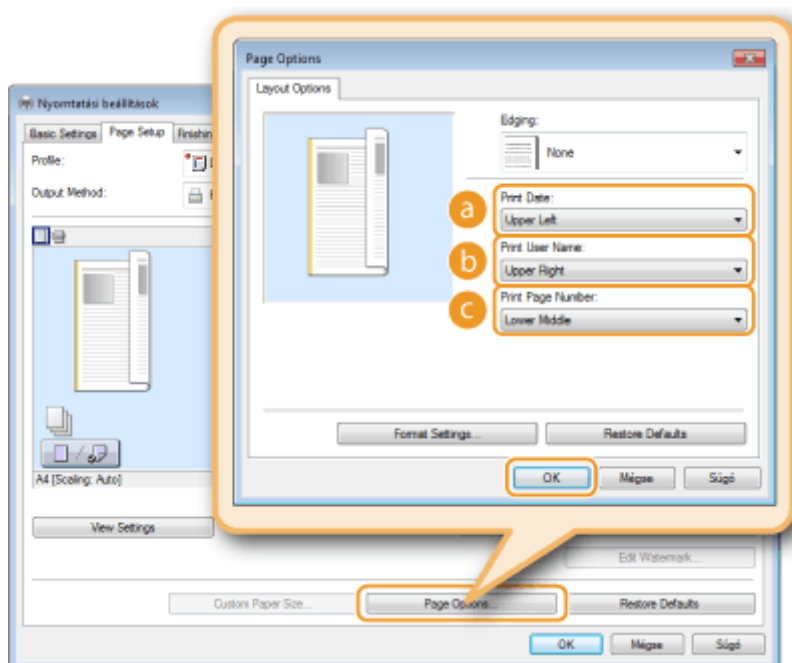 Page Options
Layout Options
Edging:
None
a
Print Date:
Upper Left
b
Print User Name:
Upper Right
c
Print Page Number:
Lower Middle
Format Settings...
Restore Defaults
OK
Mégse
Súgó
Nyomtatási beállítások
Basic Settings
Page Setup
Finishing
Profile:
Output Method:
A4 [Scaling: Auto]
View Settings
Edit Watermark...
Custom Paper Size...
Page Options...
Restore Defaults
OK
Mégse
Súgó